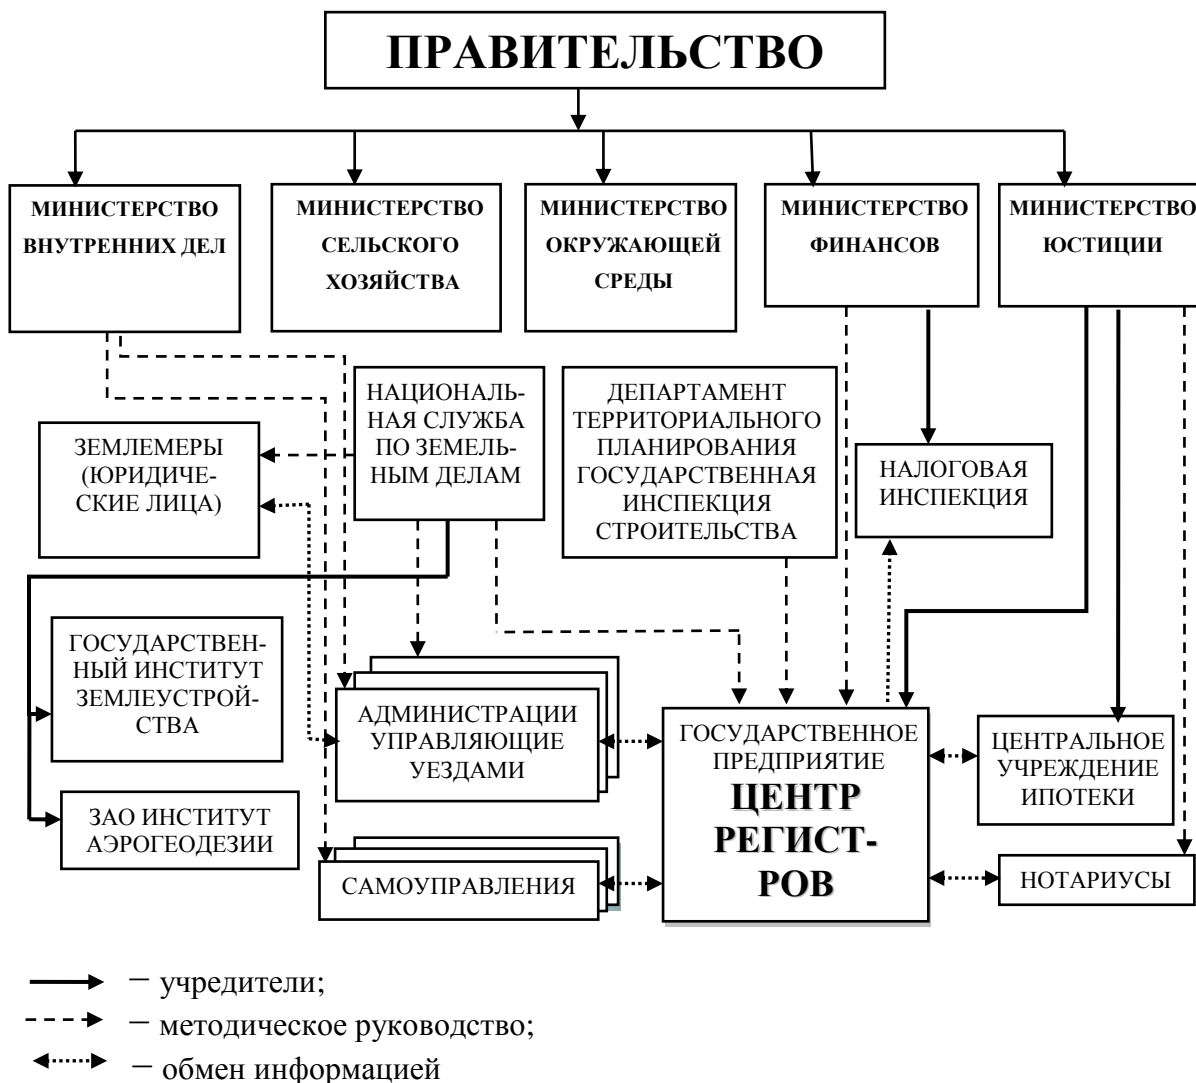 ПРАВИТЕЛЬСТВО
МИНИСТЕРСТВО
ВНУТРЕННИХ ДЕЛ
МИНИСТЕРСТВО
СЕЛЬСКОГО
ХОЗЯЙСТВА
МИНИСТЕРСТВО
ОКРУЖАЮЩЕЙ
СРЕДЫ
МИНИСТЕРСТВО
ФИНАНСОВ
МИНИСТЕРСТВО
ЮСТИЦИИ
ЗЕМЛЕМЕРЫ
(ЮРИДИЧЕ-
СКИЕ ЛИЦА)
НАЦИОНАЛЬ-
НАЯ СЛУЖБА
ПО ЗЕМЕЛЬ-
НЫМ ДЕЛАМ
ДЕПАРТАМЕНТ
ТЕРРИТОРИАЛЬНОГО
ПЛАНИРОВАНИЯ
ГОСУДАРСТВЕННАЯ
ИНСПЕКЦИЯ
СТРОИТЕЛЬСТВА
НАЛОГОВАЯ
ИНСПЕКЦИЯ
ГОСУДАРСТВЕН-
НЫЙ ИНСТИТУТ
ЗЕМЛЕУСТРОЙ-
СТВА
АДМИНИСТРАЦИИ
УПРАВЛЯЮЩИЕ
УЕЗДАМИ
ГОСУДАРСТВЕННОЕ
ПРЕДПРИЯТИЕ
ЦЕНТР
РЕГИСТ-
РОВ
ЦЕНТРАЛЬНОЕ
УЧРЕЖДЕНИЕ
ИПОТЕКИ
ЗАО ИНСТИТУТ
АЭРОГЕОДЕЗИИ
САМОУПРАВЛЕНИЯ
НОТАРИУСЫ
– учредители;
– методическое руководство;
– обмен информацией